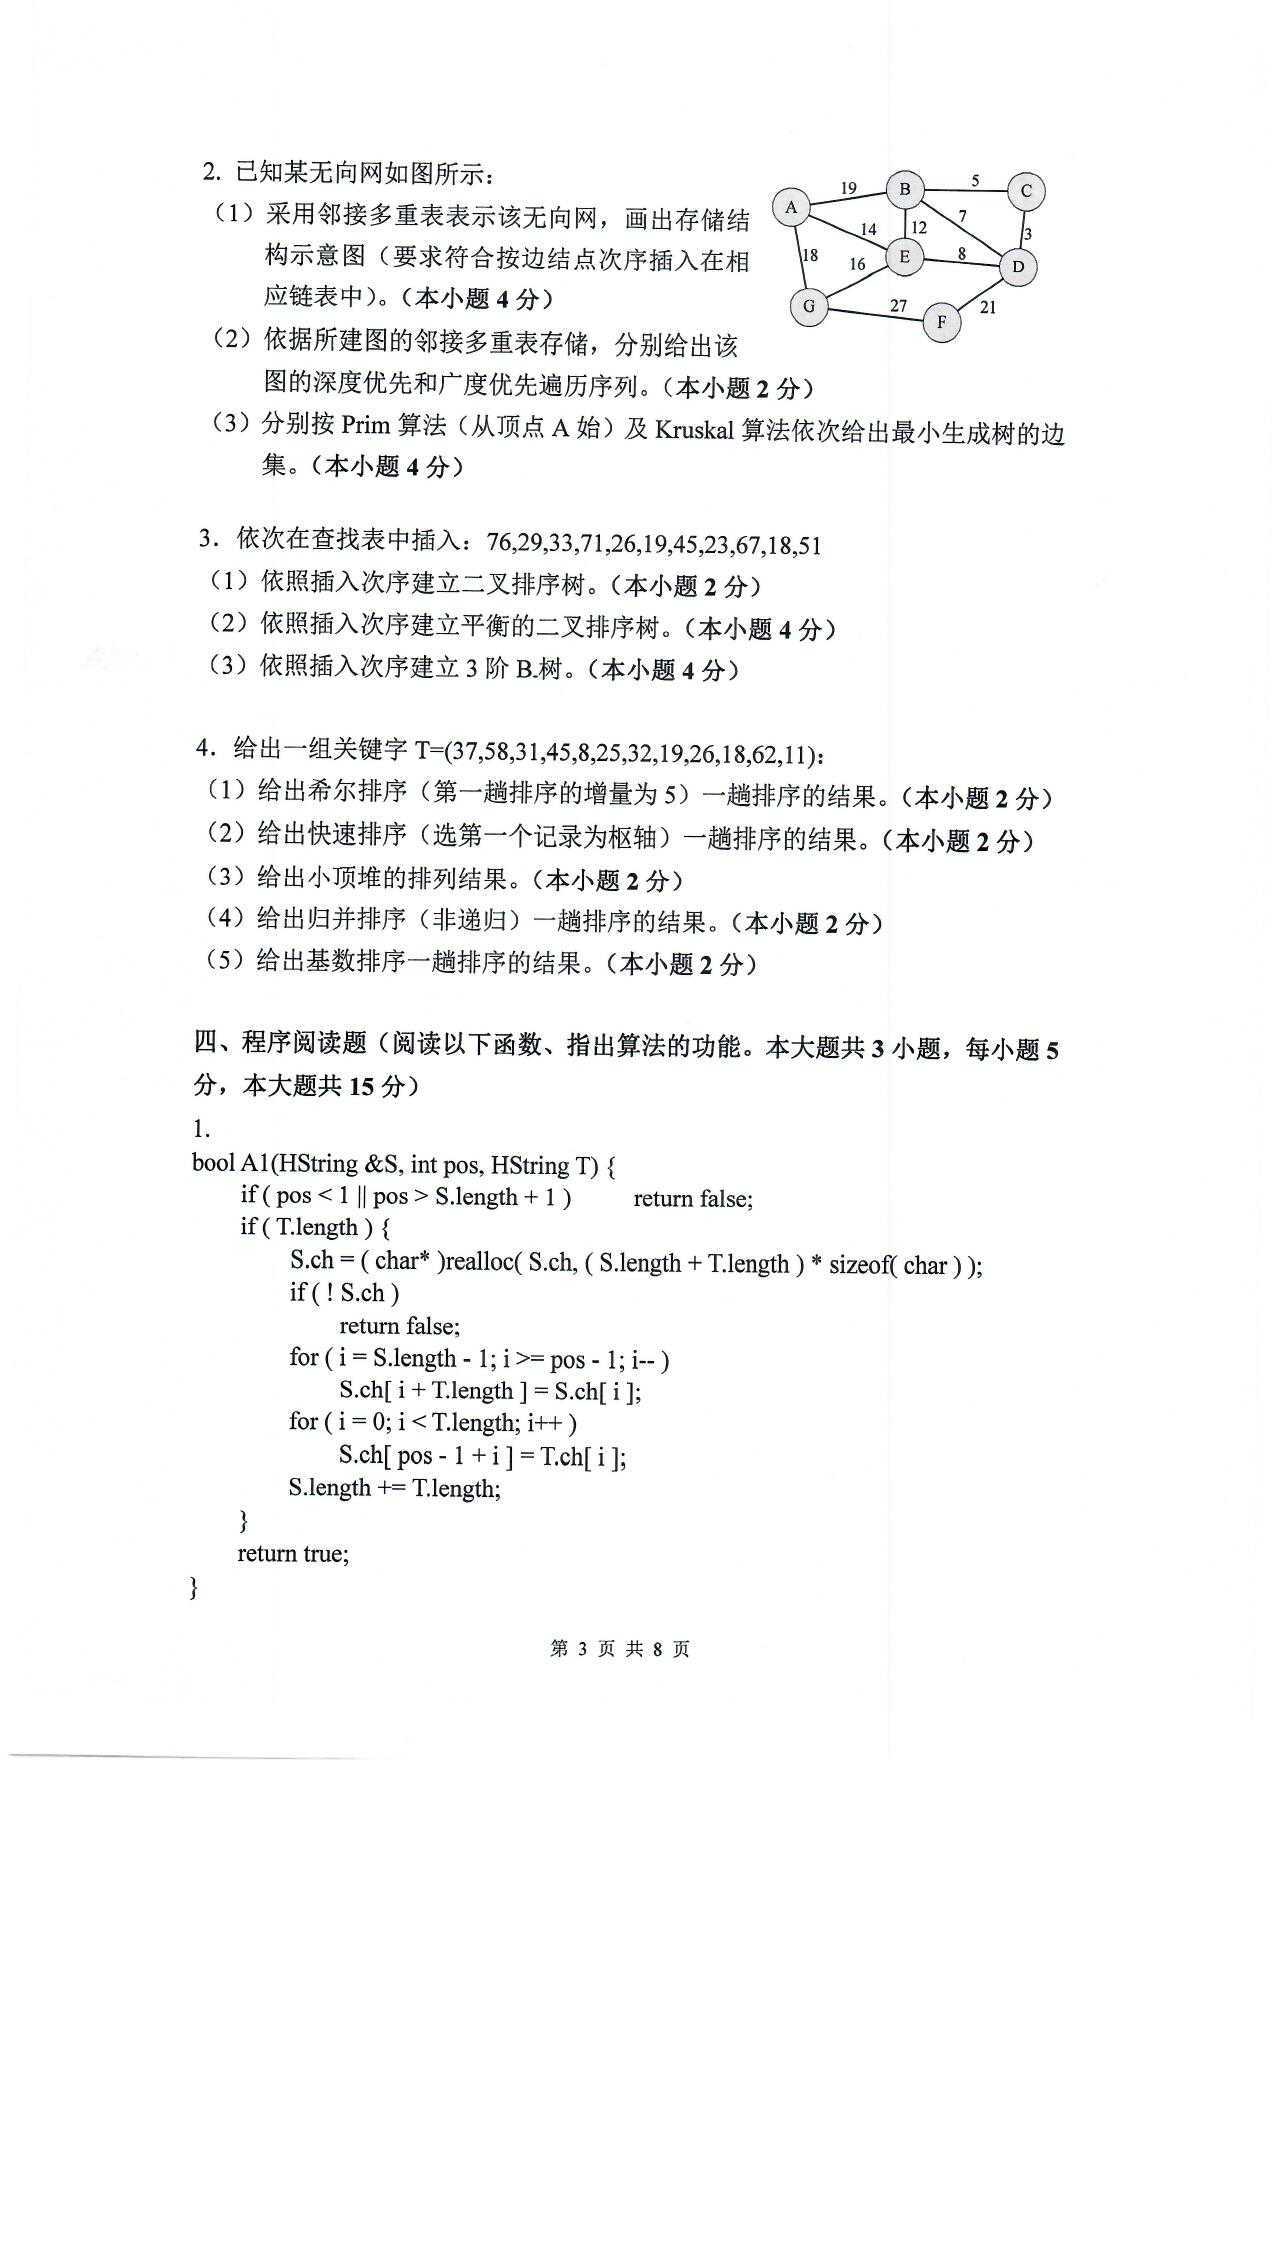 2. 已知某无向网如图所示:
（1）采用邻接多重表表示该无向网，画出存储结
构示意图（要求符合按边结点次序插入在相
应链表中）。（本小题 4 分）
（2）依据所建图的邻接多重表存储，分别给出该
图的深度优先和广度优先遍历序列。（本小题 2 分）
（3）分别按 Prim 算法（从顶点 A 始）及 Kruskal 算法依次给出最小生成树的边
集。（本小题 4 分）
A
B
C
D
E
F
G
19
5
14
12
7
3
18
16
8
27
21
3. 依次在查找表中插入: 76,29,33,71,26,19,45,23,67,18,51
（1）依照插入次序建立二叉排序树。（本小题 2 分）
（2）依照插入次序建立平衡的二叉排序树。（本小题 4 分）
（3）依照插入次序建立 3 阶 B-树。（本小题 4 分）
4. 给出一组关键字 T=(37,58,31,45,8,25,32,19,26,18,62,11):
（1）给出希尔排序（第一趟排序的增量为 5）一趟排序的结果。（本小题 2 分）
（2）给出快速排序（选第一个记录为枢轴）一趟排序的结果。（本小题 2 分）
（3）给出小顶堆的排列结果。（本小题 2 分）
（4）给出归并排序（非递归）一趟排序的结果。（本小题 2 分）
（5）给出基数排序一趟排序的结果。（本小题 2 分）
四、程序阅读题（阅读以下函数、指出算法的功能。本大题共 3 小题，每小题 5
分，本大题共 15 分）
1.
bool A1(HString &S, int pos, HString T) {
if ( pos < 1 || pos > S.length + 1 ) return false;
if ( T.length ) {
S.ch = ( char* )realloc( S.ch, ( S.length + T.length ) * sizeof( char ) );
if ( ! S.ch )
return false;
for ( i = S.length - 1; i >= pos - 1; i-- )
S.ch[ i + T.length ] = S.ch[ i ];
for ( i = 0; i < T.length; i++ )
S.ch[ pos - 1 + i ] = T.ch[ i ];
S.length += T.length;
}
return true;
}
第 3 页 共 8 页